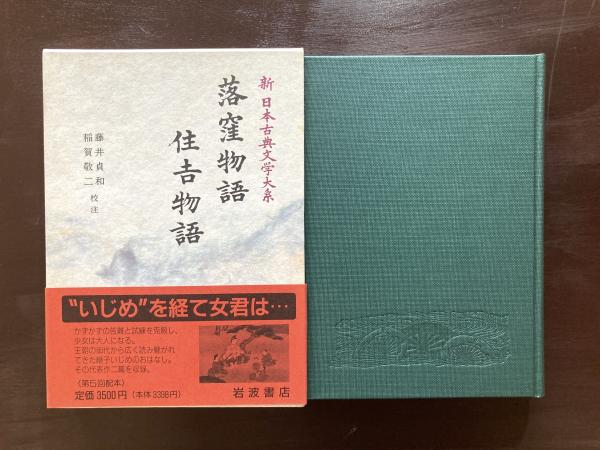 新 日本古典文学大系
落窪物語
住吉物語
藤井貞和
稲賀敬二 校注
"いじめ"を経て女君は…
かずかずの苦難と試練を克服し、
少女は大人になる。
王朝の御代から広く読み継がれ
てきた継子いじめのおはなし。
その代表作二篇を収録。
〈第5回配本〉
定価3500円(本体3398円)
岩波書店